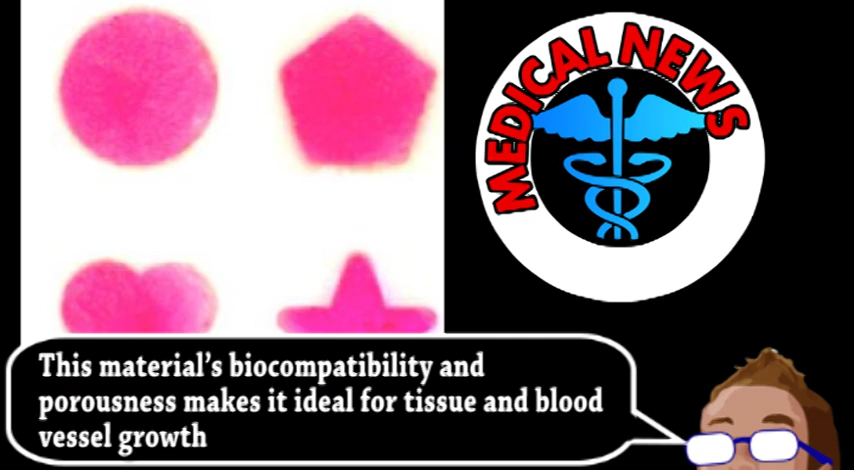 MEDICAL NEWS
This material’s biocompatibility and
porousness makes it ideal for tissue and blood
vessel growth